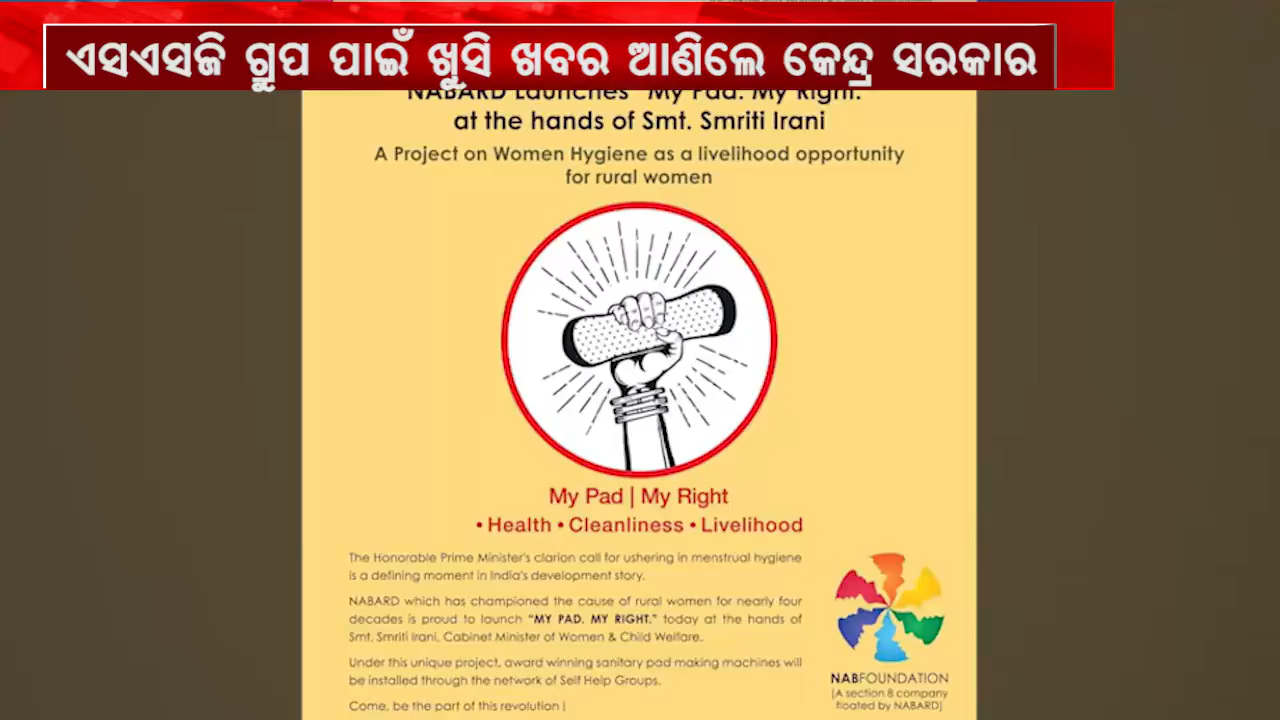 ଏସଏସଜି ଗ୍ରୁପ ପାଇଁ ଖୁସି ଖବର ଆଣିଲେ କେନ୍ଦ୍ର ସରକାର
NABARD Launches "My Pad. My Right."
at the hands of Smt. Smriti Irani
A Project on Women Hygiene as a livelihood opportunity
for rural women
My Pad | My Right
• Health • Cleanliness • Livelihood
The Honorable Prime Minister's clarion call for ushering in menstrual hygiene
is a defining moment in India's development story.
NABARD which has championed the cause of rural women for nearly four
decades is proud to launch "MY PAD. MY RIGHT." today at the hands of
Smt. Smriti Irani, Cabinet Minister of Women & Child Welfare.
Under this unique project, award winning sanitary pad making machines will
be installed through the network of Self Help Groups.
Come, be the part of this revolution |
NABFOUNDATION
[A section 8 company
floated by NABARD]